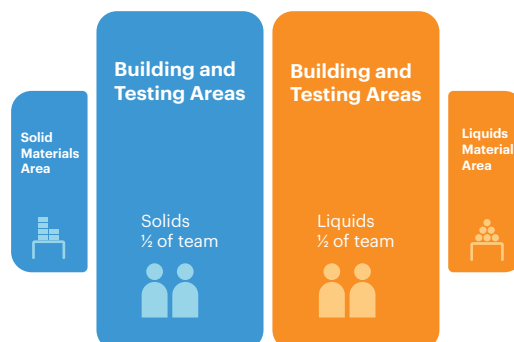 Solid
Materials
Area
Building and
Testing Areas
Solids
½ of team
Building and
Testing Areas
Liquids
½ of team
Liquids
Material
Area